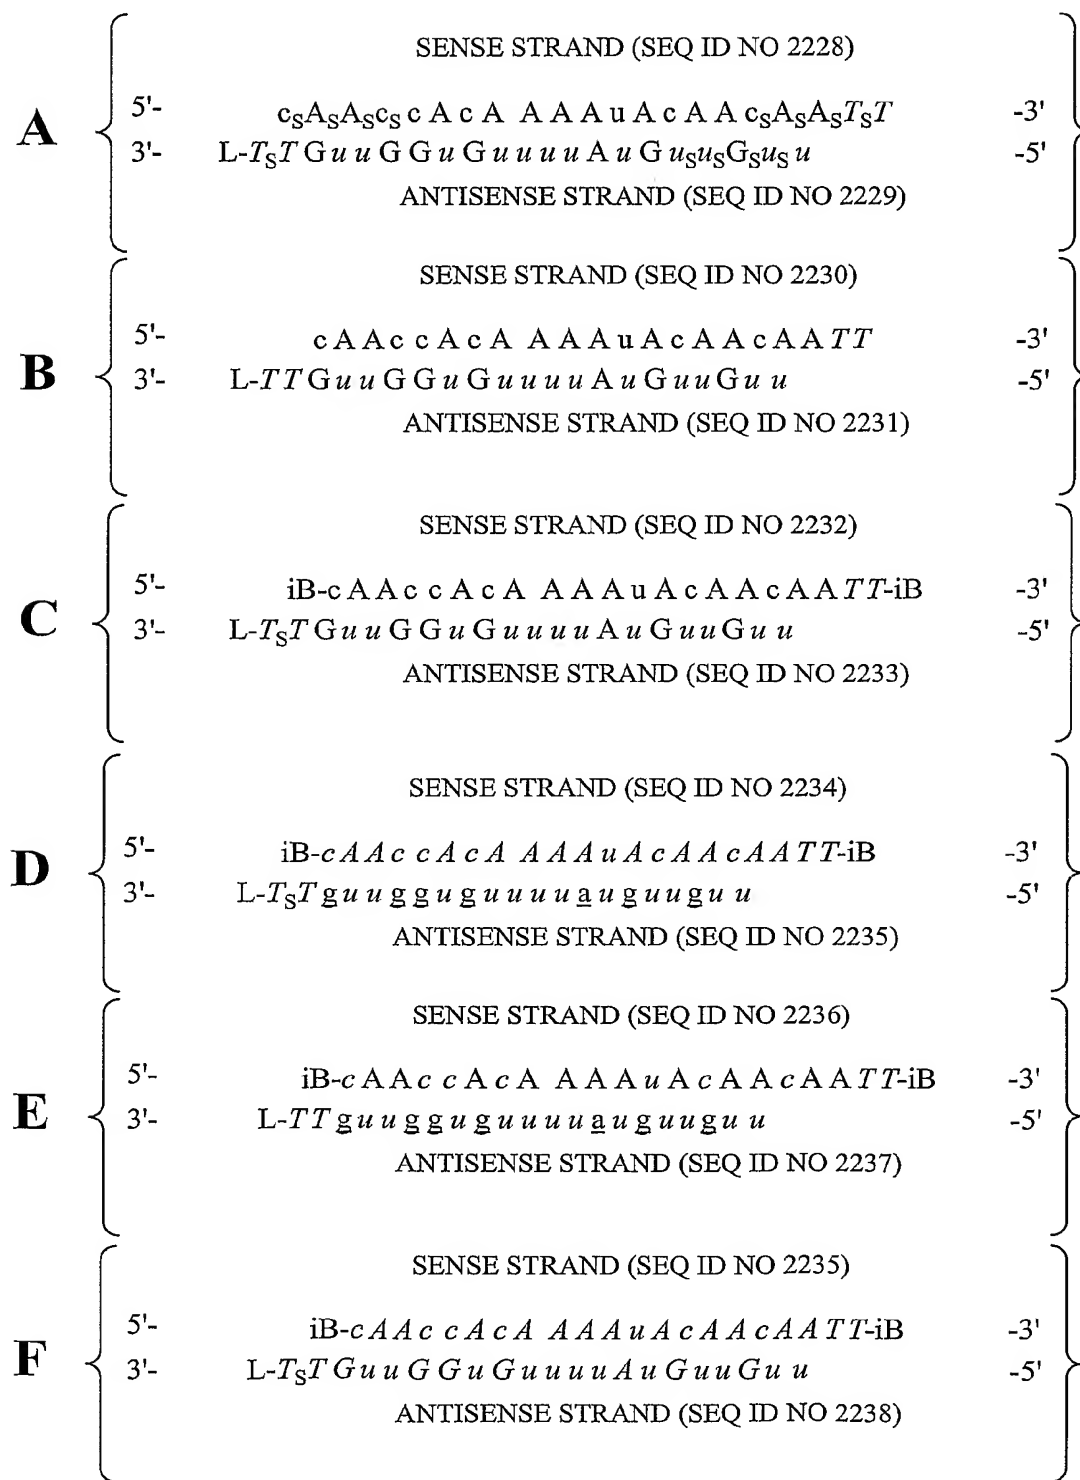 SENSE STRAND (SEQ ID NO 2228)
A 5'- cSASAScS c A c A A A A u A c A A cSASASTST -3'
3'- L-TST G u u G G u G u u u u A u G uSuSGSuS u -5'
ANTISENSE STRAND (SEQ ID NO 2229)
SENSE STRAND (SEQ ID NO 2230)
B 5'- c A A c c A c A A A A u A c A A c A A T T -3'
3'- L-T T G u u G G u G u u u u A u G u u G u u -5'
ANTISENSE STRAND (SEQ ID NO 2231)
SENSE STRAND (SEQ ID NO 2232)
C 5'- iB-c A A c c A c A A A A u A c A A c A A T T-iB -3'
3'- L-TST G u u G G u G u u u u A u G u u G u u -5'
ANTISENSE STRAND (SEQ ID NO 2233)
SENSE STRAND (SEQ ID NO 2234)
D 5'- iB-c A A c c A c A A A A u A c A A c A A T T-iB -3'
3'- L-TST g u u g g u g u u u u a u g u u g u u -5'
ANTISENSE STRAND (SEQ ID NO 2235)
SENSE STRAND (SEQ ID NO 2236)
E 5'- iB-c A A c c A c A A A A u A c A A c A A T T-iB -3'
3'- L-T T g u u g g u g u u u u a u g u u g u u -5'
ANTISENSE STRAND (SEQ ID NO 2237)
SENSE STRAND (SEQ ID NO 2235)
F 5'- iB-c A A c c A c A A A A u A c A A c A A T T-iB -3'
3'- L-TST G u u G G u G u u u u A u G u u G u u -5'
ANTISENSE STRAND (SEQ ID NO 2238)